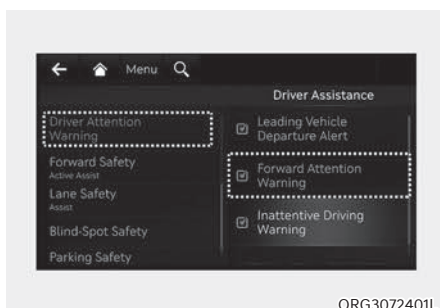 Menu
Driver Assistance
Driver Attention
Warning
Forward Safety
Active Assist
Lane Safety
Assist
Blind-Spot Safety
Parking Safety
Leading Vehicle
Departure Alert
Forward Attention
Warning
Inattentive Driving
Warning
ORG3072401L